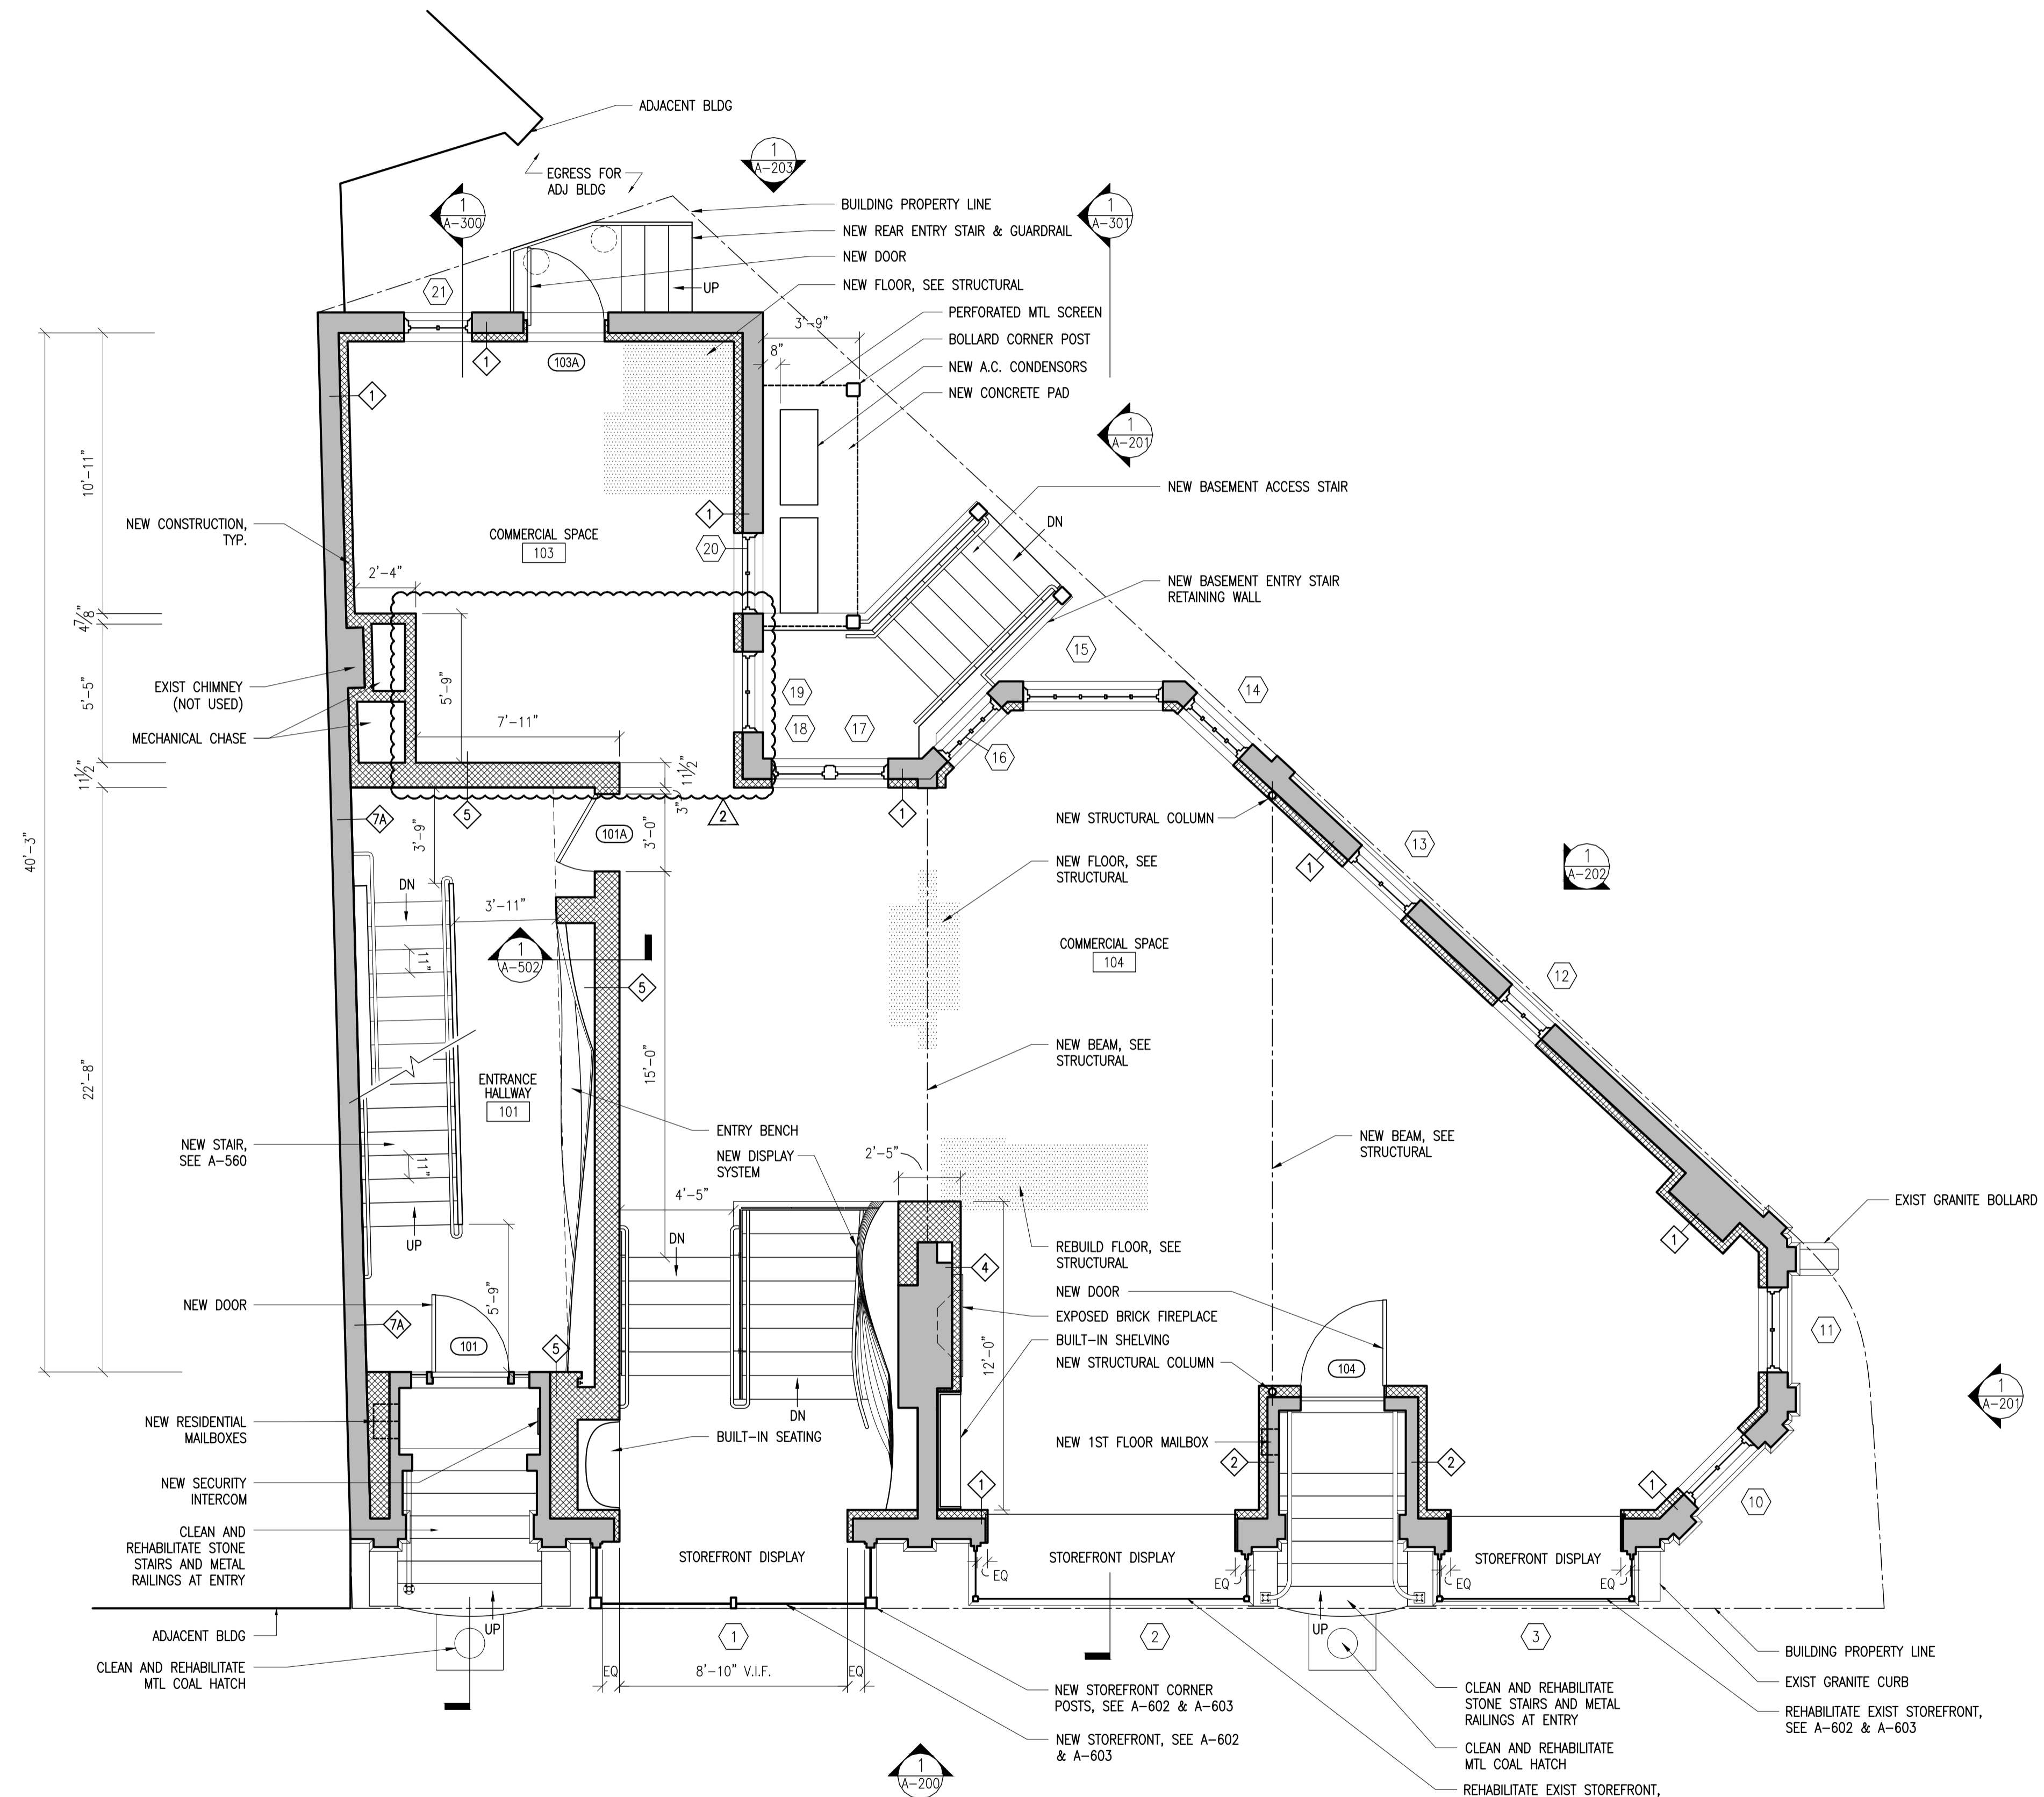 ADJACENT BLDG
1
A-203
EGRESS FOR
ADJ BLDG
1
A-300
BUILDING PROPERTY LINE
1
A-301
NEW REAR ENTRY STAIR & GUARDRAIL
NEW DOOR
21
UP
NEW FLOOR, SEE STRUCTURAL
PERFORATED MTL SCREEN
3'-9"
BOLLARD CORNER POST
8"
1
103A
NEW A.C. CONDENSORS
NEW CONCRETE PAD
1
1
A-201
10'-11"
NEW BASEMENT ACCESS STAIR
1
DN
NEW CONSTRUCTION,
TYP.
COMMERCIAL SPACE
103
20
2'-4"
NEW BASEMENT ENTRY STAIR
RETAINING WALL
4 7/8"
15
5'-5"
5'-9"
EXIST CHIMNEY
(NOT USED)
19
14
7'-11"
18
17
MECHANICAL CHASE
16
11 1/2"
11 1/2"
3"
7A
5
2
1
NEW STRUCTURAL COLUMN
101A
3'-0"
3'-9"
13
1
40'-3"
NEW FLOOR, SEE
STRUCTURAL
1
A-202
DN
3'-11"
COMMERCIAL SPACE
104
1
A-502
11"
5
12
NEW BEAM, SEE
STRUCTURAL
22'-8"
15'-0"
ENTRANCE
HALLWAY
101
ENTRY BENCH
NEW STAIR,
SEE A-560
11"
NEW DISPLAY
SYSTEM
2'-5"
NEW BEAM, SEE
STRUCTURAL
4'-5"
EXIST GRANITE BOLLARD
UP
DN
REBUILD FLOOR, SEE
STRUCTURAL
1
4
5'-9"
NEW DOOR
NEW DOOR
EXPOSED BRICK FIREPLACE
7A
101
5
BUILT-IN SHELVING
11
12'-0"
NEW STRUCTURAL COLUMN
104
1
A-201
DN
NEW RESIDENTIAL
MAILBOXES
BUILT-IN SEATING
NEW 1ST FLOOR MAILBOX
2
2
NEW SECURITY
INTERCOM
1
1
10
CLEAN AND
REHABILITATE STONE
STAIRS AND METAL
RAILINGS AT ENTRY
STOREFRONT DISPLAY
STOREFRONT DISPLAY
STOREFRONT DISPLAY
EQ
EQ
EQ
EQ
ADJACENT BLDG
UP
1
2
UP
3
CLEAN AND REHABILITATE
MTL COAL HATCH
EQ
8'-10" V.I.F.
EQ
BUILDING PROPERTY LINE
EXIST GRANITE CURB
NEW STOREFRONT CORNER
POSTS, SEE A-602 & A-603
CLEAN AND REHABILITATE
STONE STAIRS AND METAL
RAILINGS AT ENTRY
REHABILITATE EXIST STOREFRONT,
SEE A-602 & A-603
NEW STOREFRONT, SEE A-602
& A-603
CLEAN AND REHABILITATE
MTL COAL HATCH
1
A-200
REHABILITATE EXIST STOREFRONT,